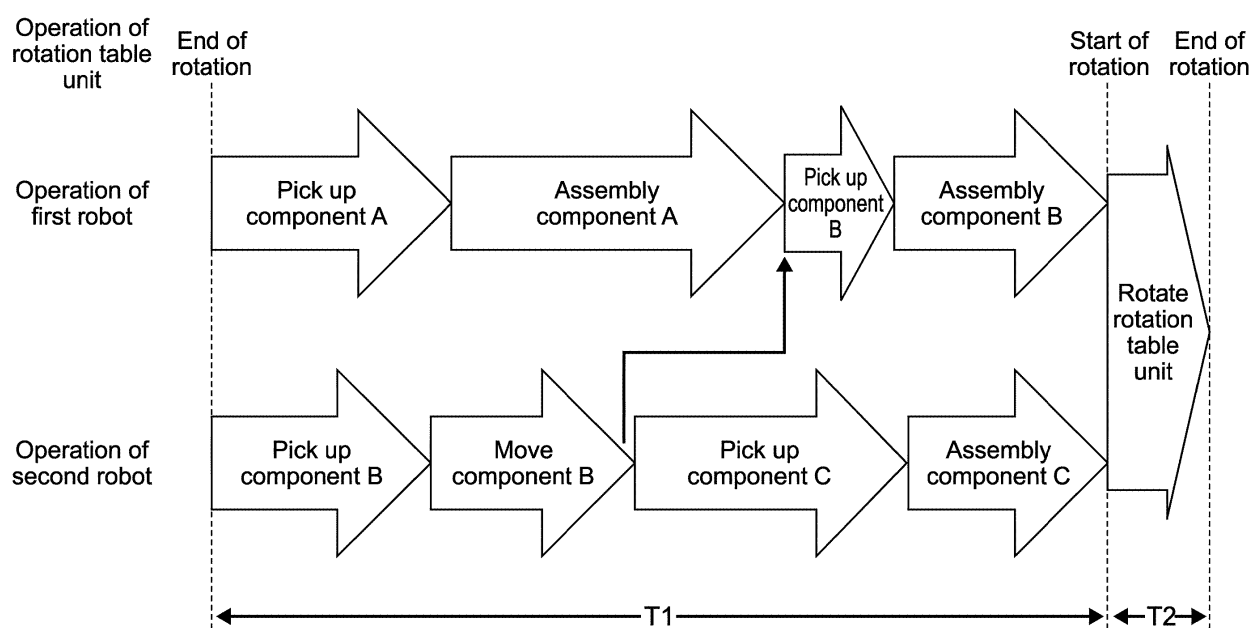 Operation of
rotation table
unit
End of
rotation
Start of
rotation
End of
rotation
Operation of
first robot
Pick up
component A
Assembly
component A
Pick up
component
B
Assembly
component B
Rotate
rotation
table
unit
Operation of
second robot
Pick up
component B
Move
component B
Pick up
component C
Assembly
component C
T1
T2